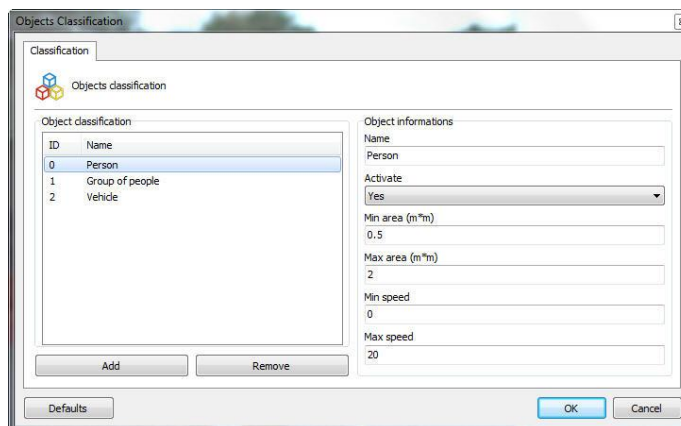 Objects Classification
Classification
Objects classification
Object classification
ID Name
0 Person
1 Group of people
2 Vehicle
Add
Remove
Object informations
Name
Person
Activate
Yes
Min area (m*m)
0.5
Max area (m*m)
2
Min speed
0
Max speed
20
Defaults
OK
Cancel